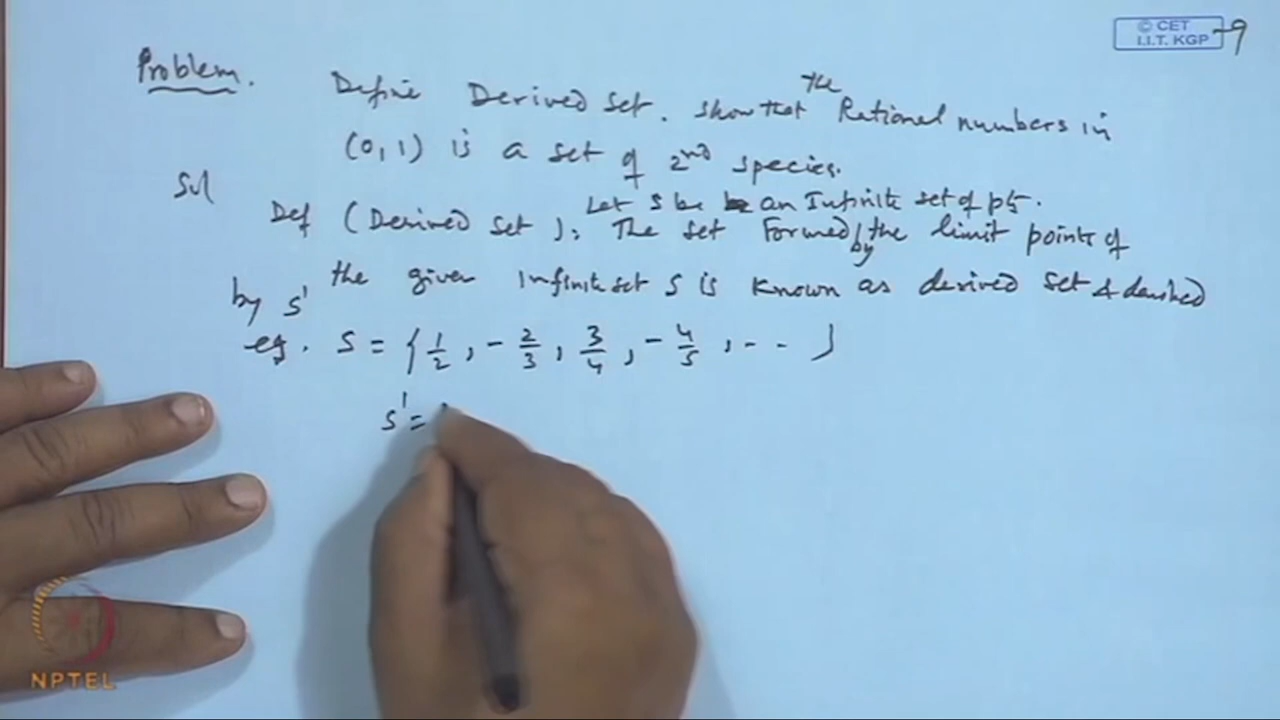 © CET
I.I.T. KGP
-9
Problem. Define Derived Set. Show that the Rational numbers in
(0,1) is a set of 2nd species.
Sol
Let S be an Infinite set of pts.
Def (Derived Set): The set Formed by the limit points of
the given infinite set S is known as derived set & denoted
by S'
eg. S = { 1/2, - 2/3, 3/4, - 4/5, ... }
S' =
NPTEL